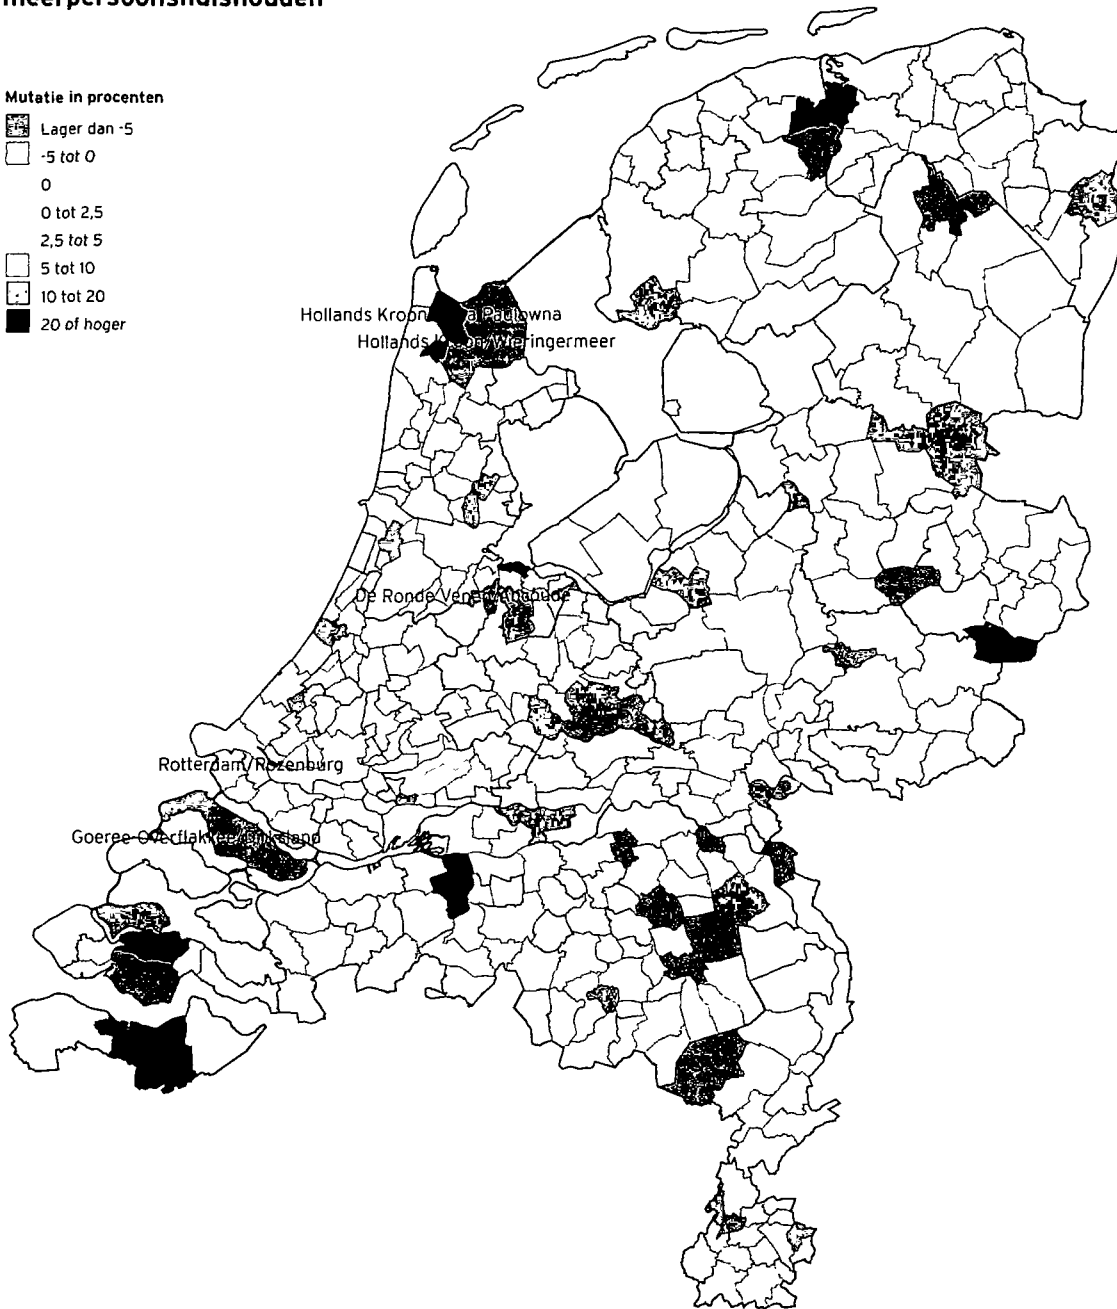 meerpersoonshuishouden
Mutatie in procenten
Lager dan -5
-5 tot 0
0
0 tot 2,5
2,5 tot 5
5 tot 10
10 tot 20
20 of hoger
Hollands Kroon/Anna Paulowna
Hollands Kroon/Wieringermeer
De Ronde Venen/Abcoude
Rotterdam/Rozenburg
Goeree-Overflakkee/Dirksland